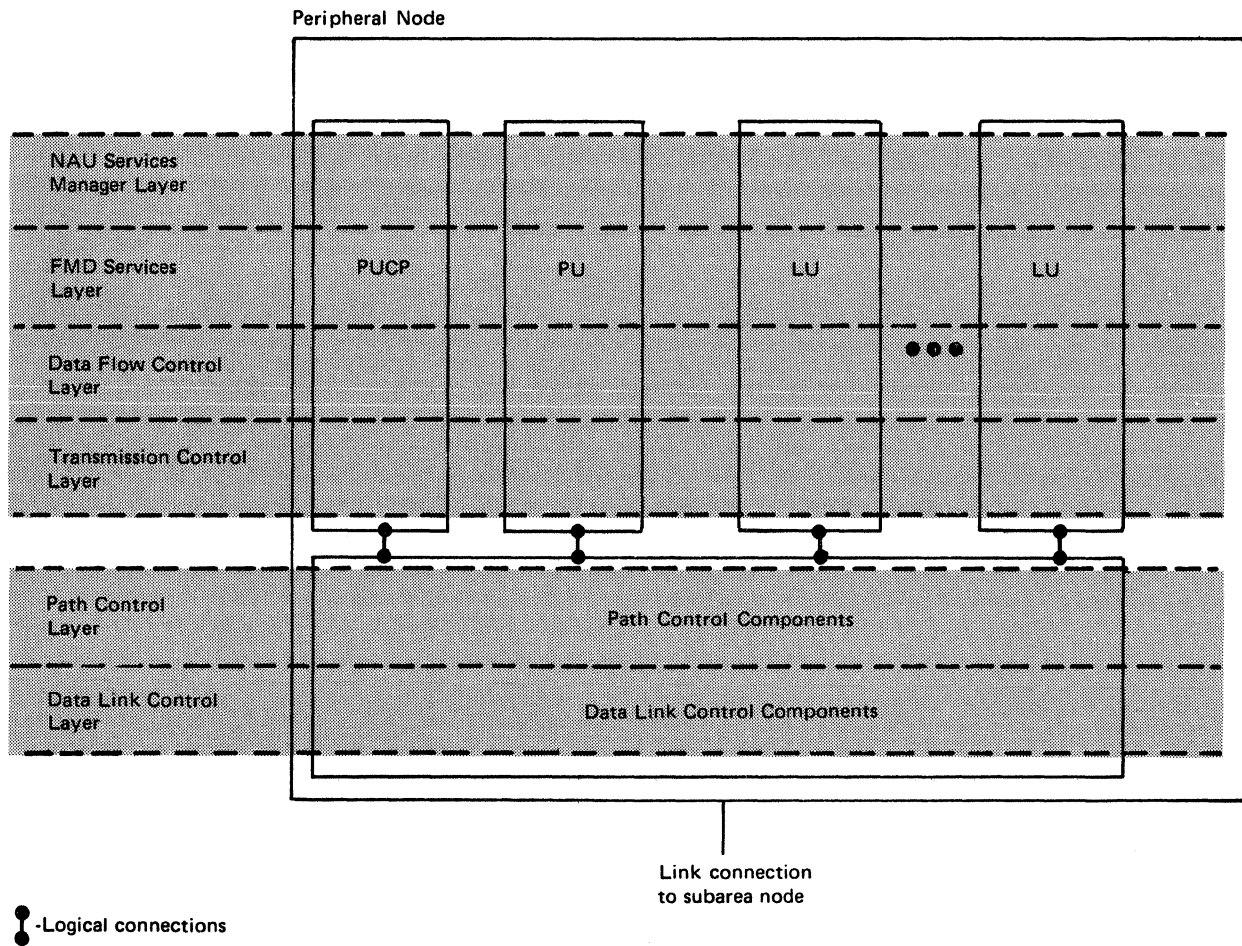 Peripheral Node
NAU Services
Manager Layer
FMD Services
Layer
PUCP
PU
LU
LU
Data Flow Control
Layer
Transmission Control
Layer
Path Control
Layer
Path Control Components
Data Link Control
Layer
Data Link Control Components
Link connection
to subarea node
-Logical connections